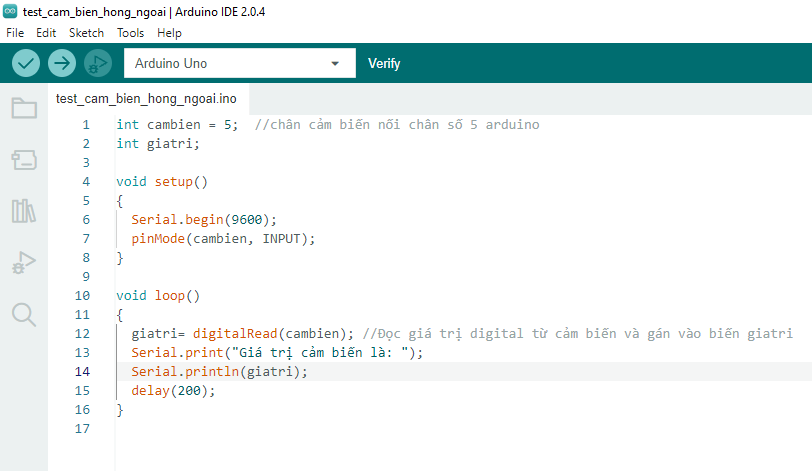 test_cam_bien_hong_ngoai | Arduino IDE 2.0.4
File Edit Sketch Tools Help
Arduino Uno
Verify
test_cam_bien_hong_ngoai.ino
1 int cambien = 5;  //chân cảm biến nối chân số 5 arduino
2 int giatri;
3
4 void setup()
5 {
6   Serial.begin(9600);
7   pinMode(cambien, INPUT);
8 }
9
10 void loop()
11 {
12   giatri= digitalRead(cambien); //Đọc giá trị digital từ cảm biến và gán vào biến giatri
13   Serial.print("Giá trị cảm biến là: ");
14   Serial.println(giatri);
15   delay(200);
16 }
17